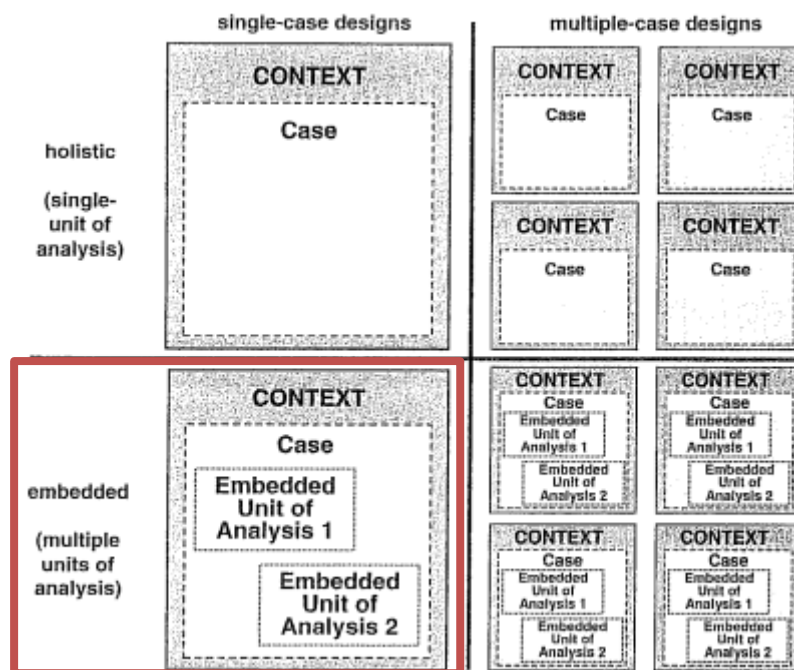 single-case designs
multiple-case designs
holistic
(single-
unit of
analysis)
CONTEXT
Case
CONTEXT
Case
CONTEXT
Case
CONTEXT
Case
CONTEXT
Case
embedded
(multiple
units of
analysis)
CONTEXT
Case
Embedded
Unit of
Analysis 1
Embedded
Unit of
Analysis 2
CONTEXT
Case
Embedded
Unit of
Analysis 1
Embedded
Unit of
Analysis 2
CONTEXT
Case
Embedded
Unit of
Analysis 1
Embedded
Unit of
Analysis 2
CONTEXT
Case
Embedded
Unit of
Analysis 1
Embedded
Unit of
Analysis 2
CONTEXT
Case
Embedded
Unit of
Analysis 1
Embedded
Unit of
Analysis 2